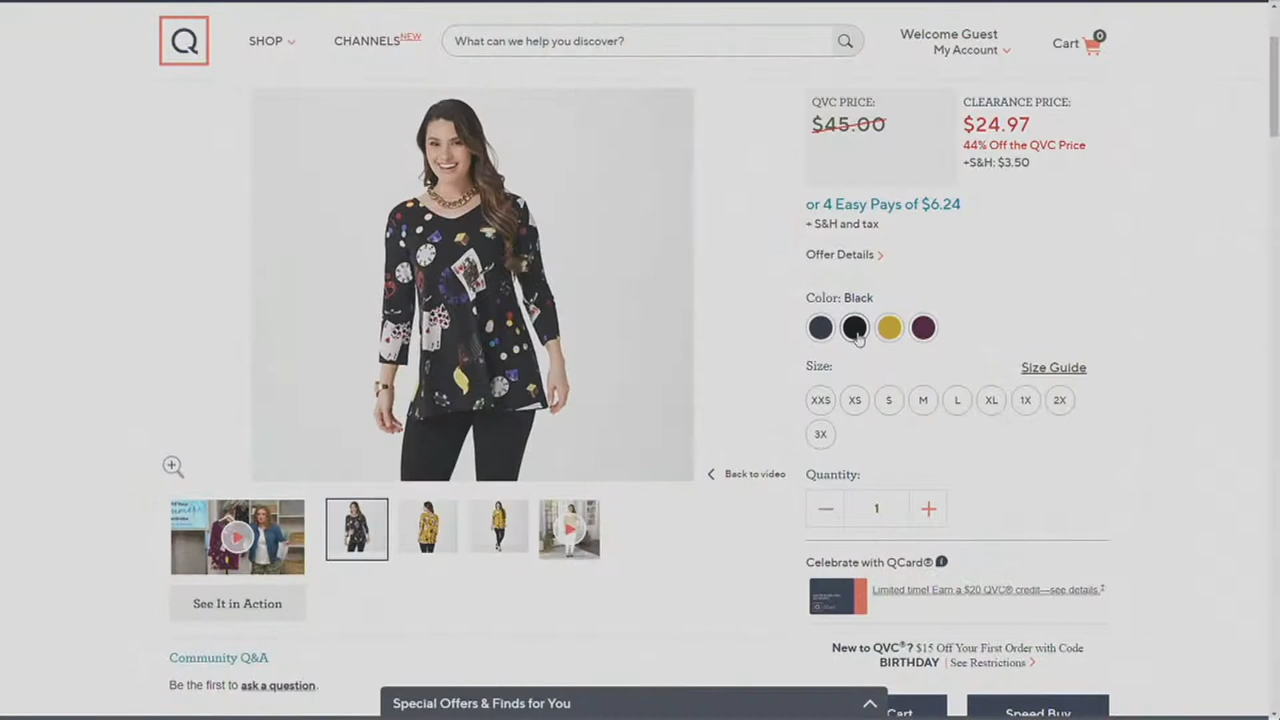 Q
SHOP
CHANNELS NEW
What can we help you discover?
Welcome Guest
My Account
Cart
0
QVC PRICE:
$45.00
CLEARANCE PRICE:
$24.97
44% Off the QVC Price
+S&H: $3.50
or 4 Easy Pays of $6.24
+ S&H and tax
Offer Details
Color: Black
Size:
Size Guide
XXS XS S M L XL 1X 2X
3X
Back to video
Quantity:
1
See It in Action
Celebrate with QCard®
Limited time! Earn a $20 QVC® credit—see details.‡
New to QVC®? $15 Off Your First Order with Code
BIRTHDAY | See Restrictions
Community Q&A
Be the first to ask a question.
Special Offers & Finds for You
Cart
Speed Buy